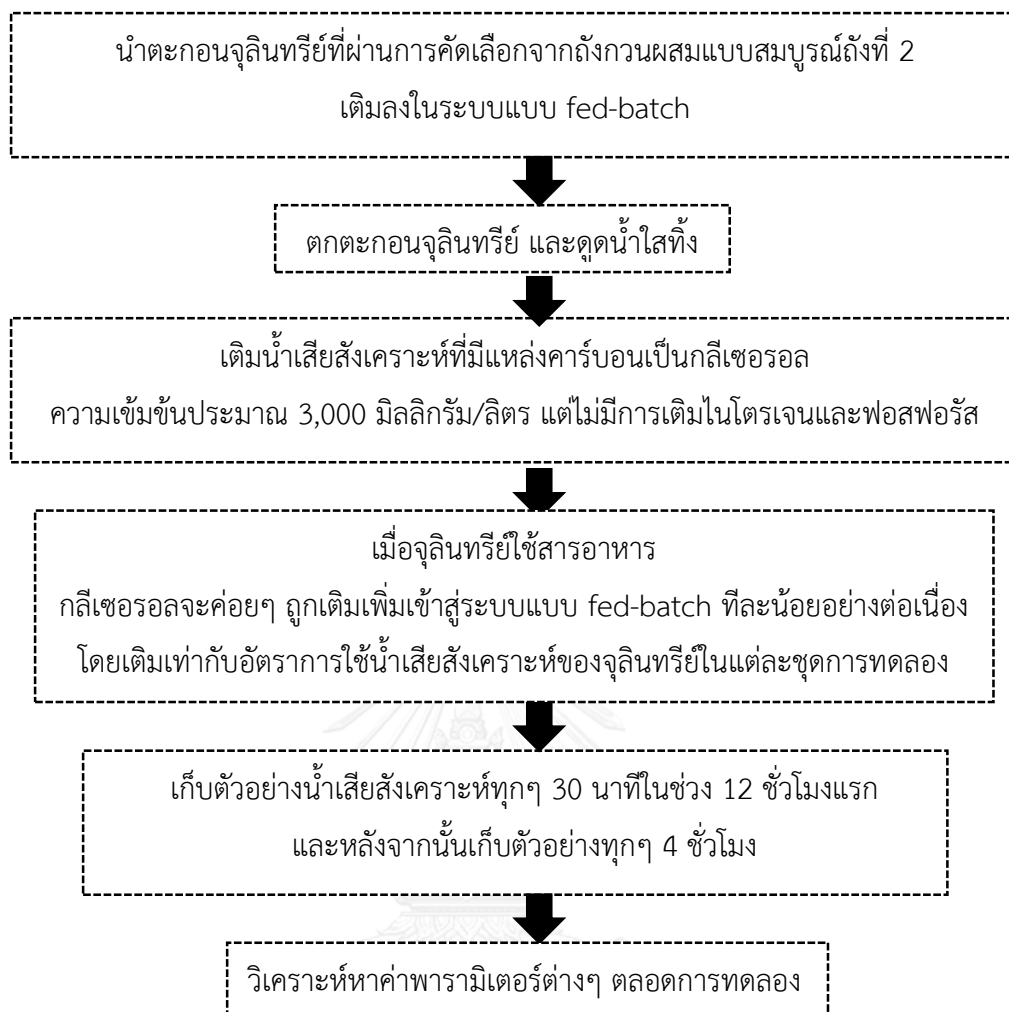 นำตะกอนจุลินทรีย์ที่ผ่านการคัดเลือกจากถังกวนผสมแบบสมบูรณ์ถังที่ 2
เติมลงในระบบแบบ fed-batch
ตกตะกอนจุลินทรีย์ และดูดน้ำใสทิ้ง
เติมน้ำเสียสังเคราะห์ที่มีแหล่งคาร์บอนเป็นกลีเซอรอล
ความเข้มข้นประมาณ 3,000 มิลลิกรัม/ลิตร แต่ไม่มีการเติมไนโตรเจนและฟอสฟอรัส
เมื่อจุลินทรีย์ใช้สารอาหาร
กลีเซอรอลจะค่อยๆ ถูกเติมเพิ่มเข้าสู่ระบบแบบ fed-batch ทีละน้อยอย่างต่อเนื่อง
โดยเติมเท่ากับอัตราการใช้น้ำเสียสังเคราะห์ของจุลินทรีย์ในแต่ละชุดการทดลอง
เก็บตัวอย่างน้ำเสียสังเคราะห์ทุกๆ 30 นาทีในช่วง 12 ชั่วโมงแรก
และหลังจากนั้นเก็บตัวอย่างทุกๆ 4 ชั่วโมง
วิเคราะห์หาค่าพารามิเตอร์ต่างๆ ตลอดการทดลอง